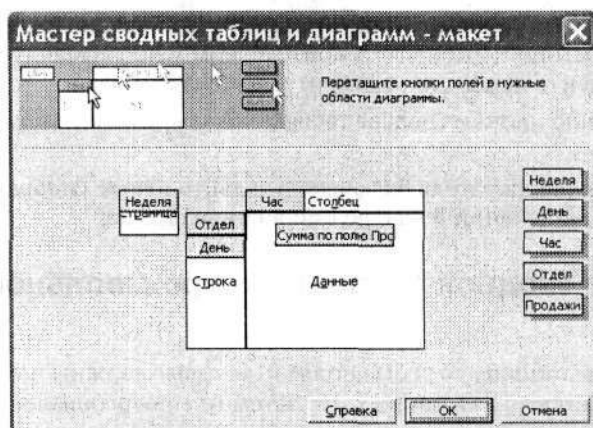 Мастер сводных таблиц и диаграмм - макет
Перетащите кнопки полей в нужные
области диаграммы.
Неделя
Страница
Час
Столбец
Отдел
День
Строка
Сумма по полю Про
Данные
Неделя
День
Час
Отдел
Продажи
Справка
ОК
Отмена